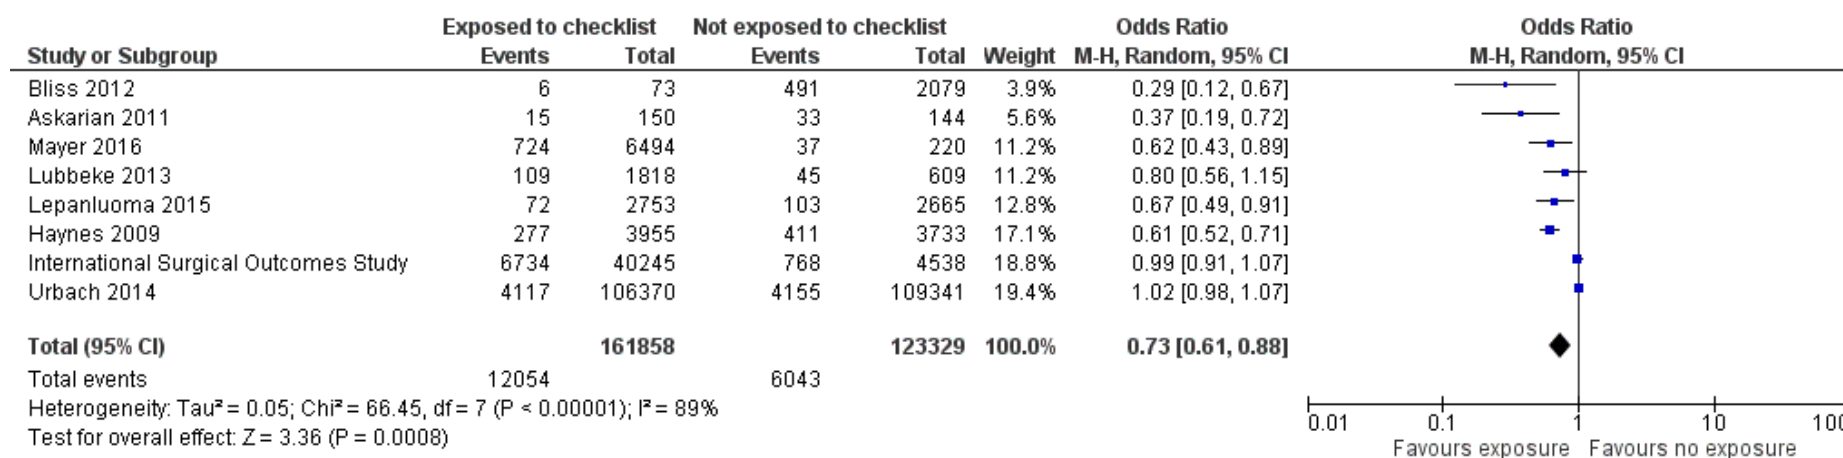 Exposed to checklist Not exposed to checklist Odds Ratio Odds Ratio
Study or Subgroup Events Total Events Total Weight M-H, Random, 95% CI M-H, Random, 95% CI
Bliss 2012 6 73 491 2079 3.9% 0.29 [0.12, 0.67]
Askarian 2011 15 150 33 144 5.6% 0.37 [0.19, 0.72]
Mayer 2016 724 6494 37 220 11.2% 0.62 [0.43, 0.89]
Lubbeke 2013 109 1818 45 609 11.2% 0.80 [0.56, 1.15]
Lepanluoma 2015 72 2753 103 2665 12.8% 0.67 [0.49, 0.91]
Haynes 2009 277 3955 411 3733 17.1% 0.61 [0.52, 0.71]
International Surgical Outcomes Study 6734 40245 768 4538 18.8% 0.99 [0.91, 1.07]
Urbach 2014 4117 106370 4155 109341 19.4% 1.02 [0.98, 1.07]
Total (95% CI) 161858 123329 100.0% 0.73 [0.61, 0.88]
Total events 12054 6043
Heterogeneity: Tau² = 0.05; Chi² = 66.45, df = 7 (P < 0.00001); I² = 89%
Test for overall effect: Z = 3.36 (P = 0.0008)
0.01 0.1 1 10 100
Favours exposure Favours no exposure